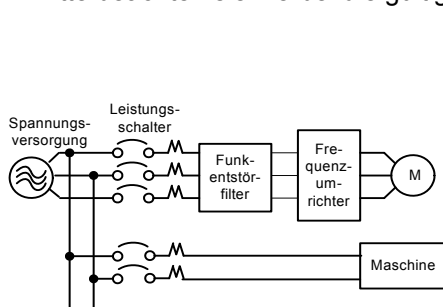 Leistungs-
schalter
Spannungs-
versorgung
Funk-
entstör-
filter
Fre-
quenz-
um-
richter
M
Maschine